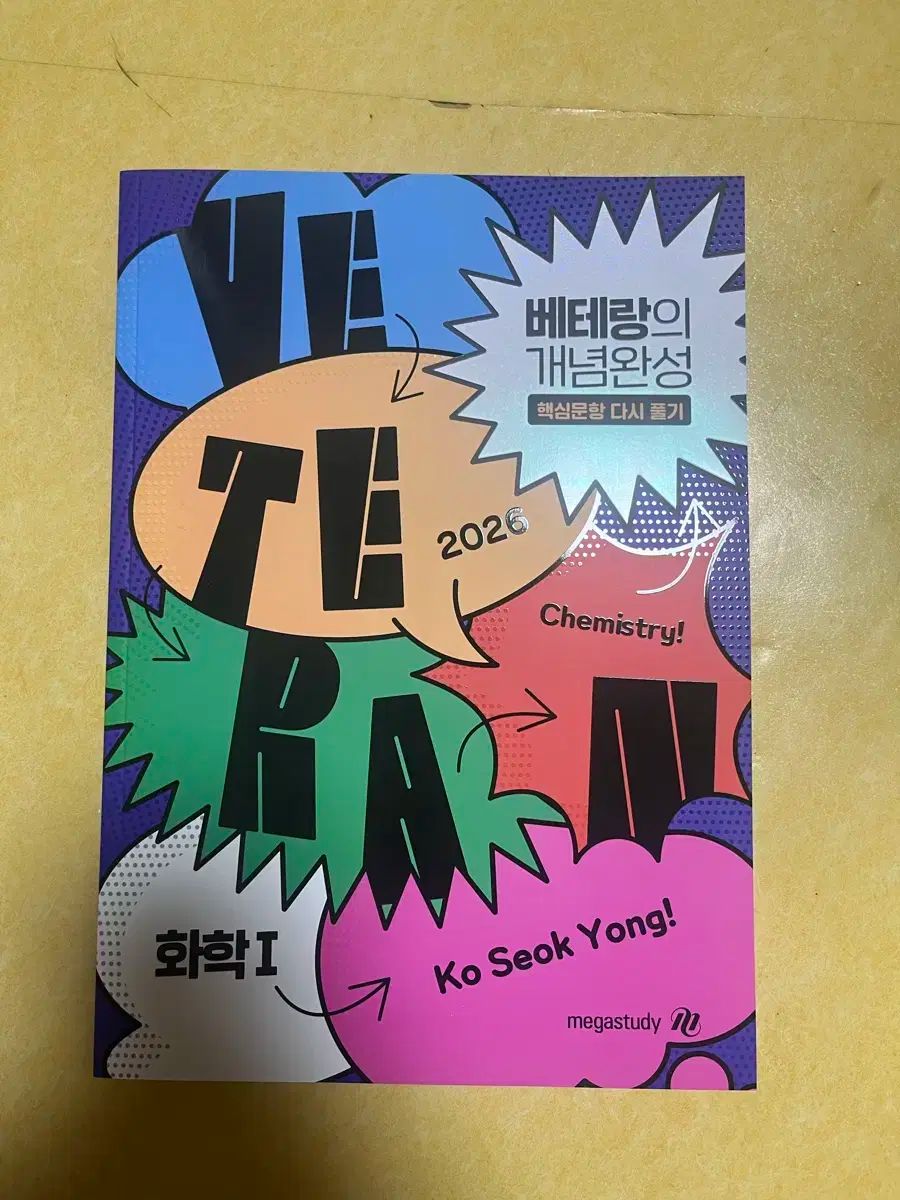 VE
TE
RA
N
베테랑의
개념완성
핵심문항 다시 풀기
2026
Chemistry!
화학 I
Ko Seok Yong!
megastudy